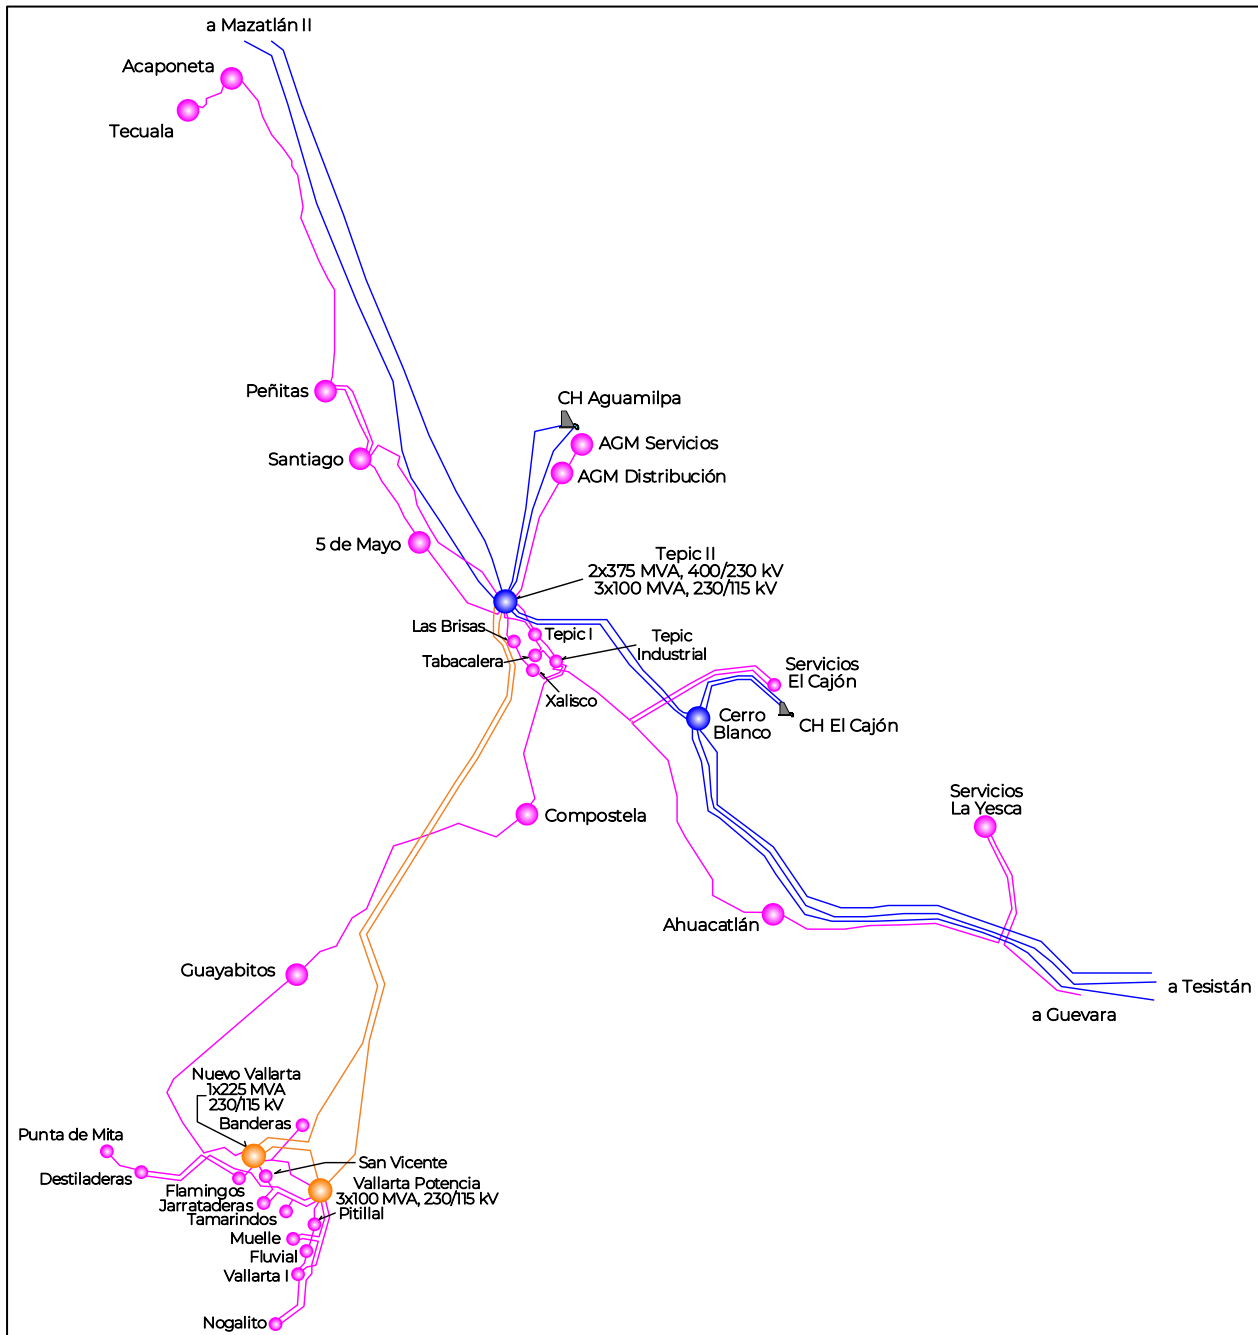 a Mazatlán II
Acaponeta
Tecuala
Peñitas
CH Aguamilpa
AGM Servicios
Santiago
AGM Distribución
5 de Mayo
Tepic II
2x375 MVA, 400/230 kV
3x100 MVA, 230/115 kV
Las Brisas
Tepic I
Tepic
Industrial
Tabacalera
Servicios
El Cajón
Xalisco
Cerro
Blanco
CH El Cajón
Servicios
La Yesca
Compostela
Ahuacatlán
Guayabitos
a Tesistán
a Guevara
Nuevo Vallarta
1x225 MVA
230/115 kV
Banderas
Punta de Mita
San Vicente
Destiladeras
Vallarta Potencia
3x100 MVA, 230/115 kV
Flamingos
Jarrataderas
Tamarindos
Pitillal
Muelle
Fluvial
Vallarta I
Nogalito